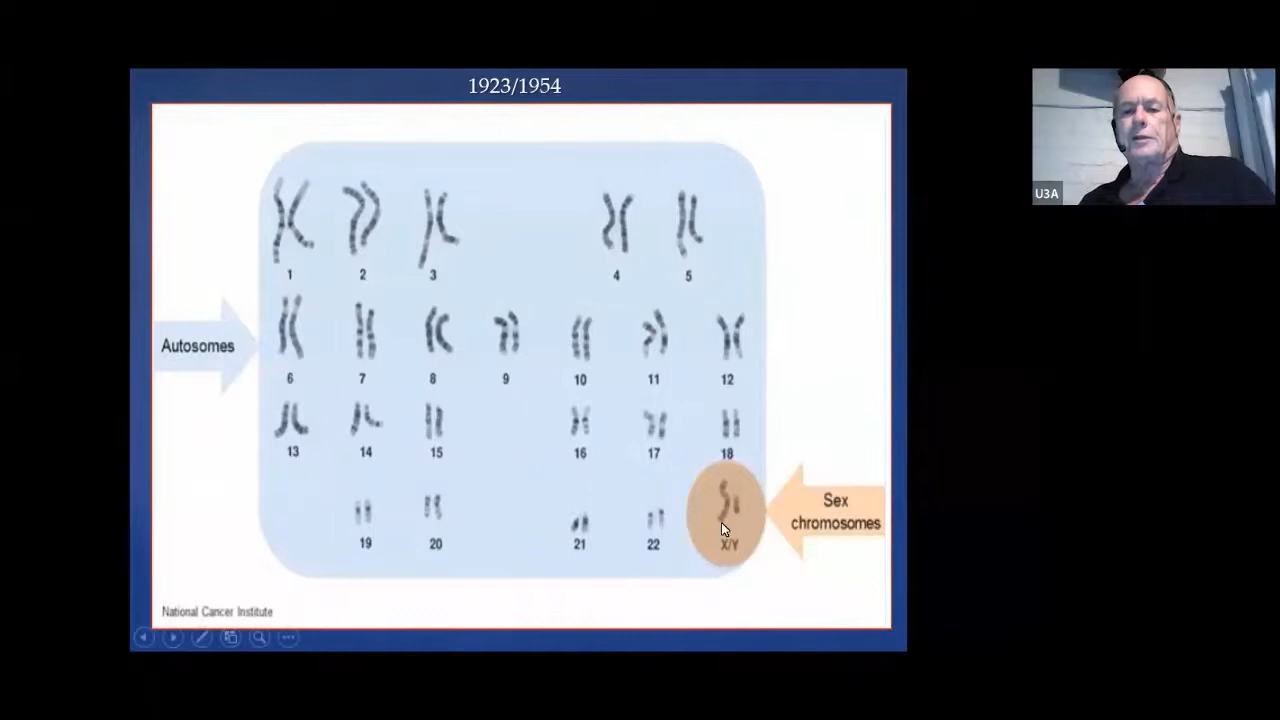 1923/1954
U3A
1 2 3 4 5
Autosomes
6 7 8 9 10 11 12
13 14 15 16 17 18
Sex
chromosomes
19 20 21 22 X/Y
National Cancer Institute